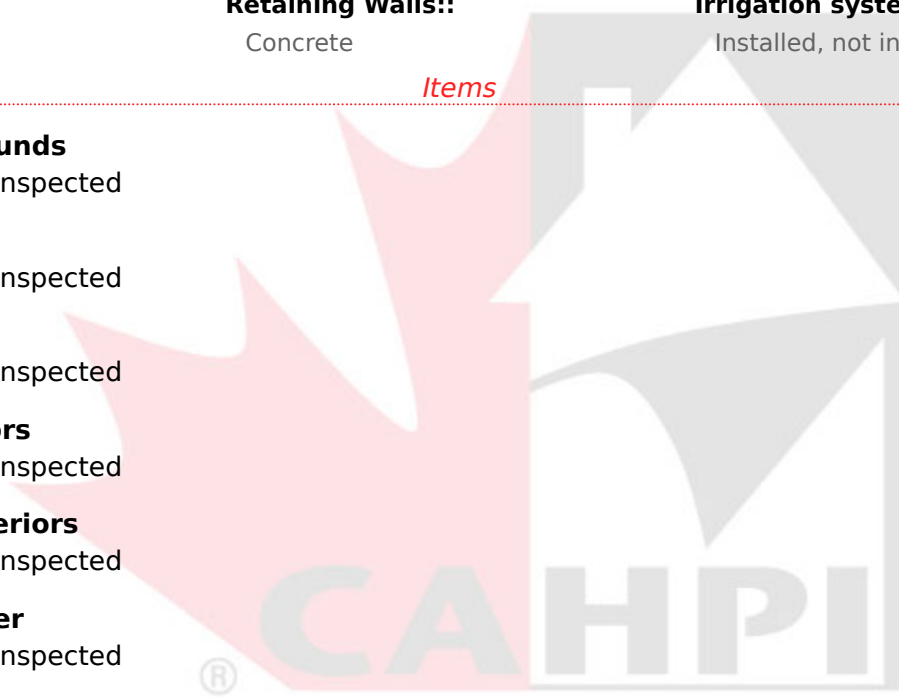 Retaining Walls:: Irrigation syste
Concrete Installed, not in
Items
unds
nspected
nspected
nspected
ors
nspected
eriors
nspected
er
nspected
CAHPI
®